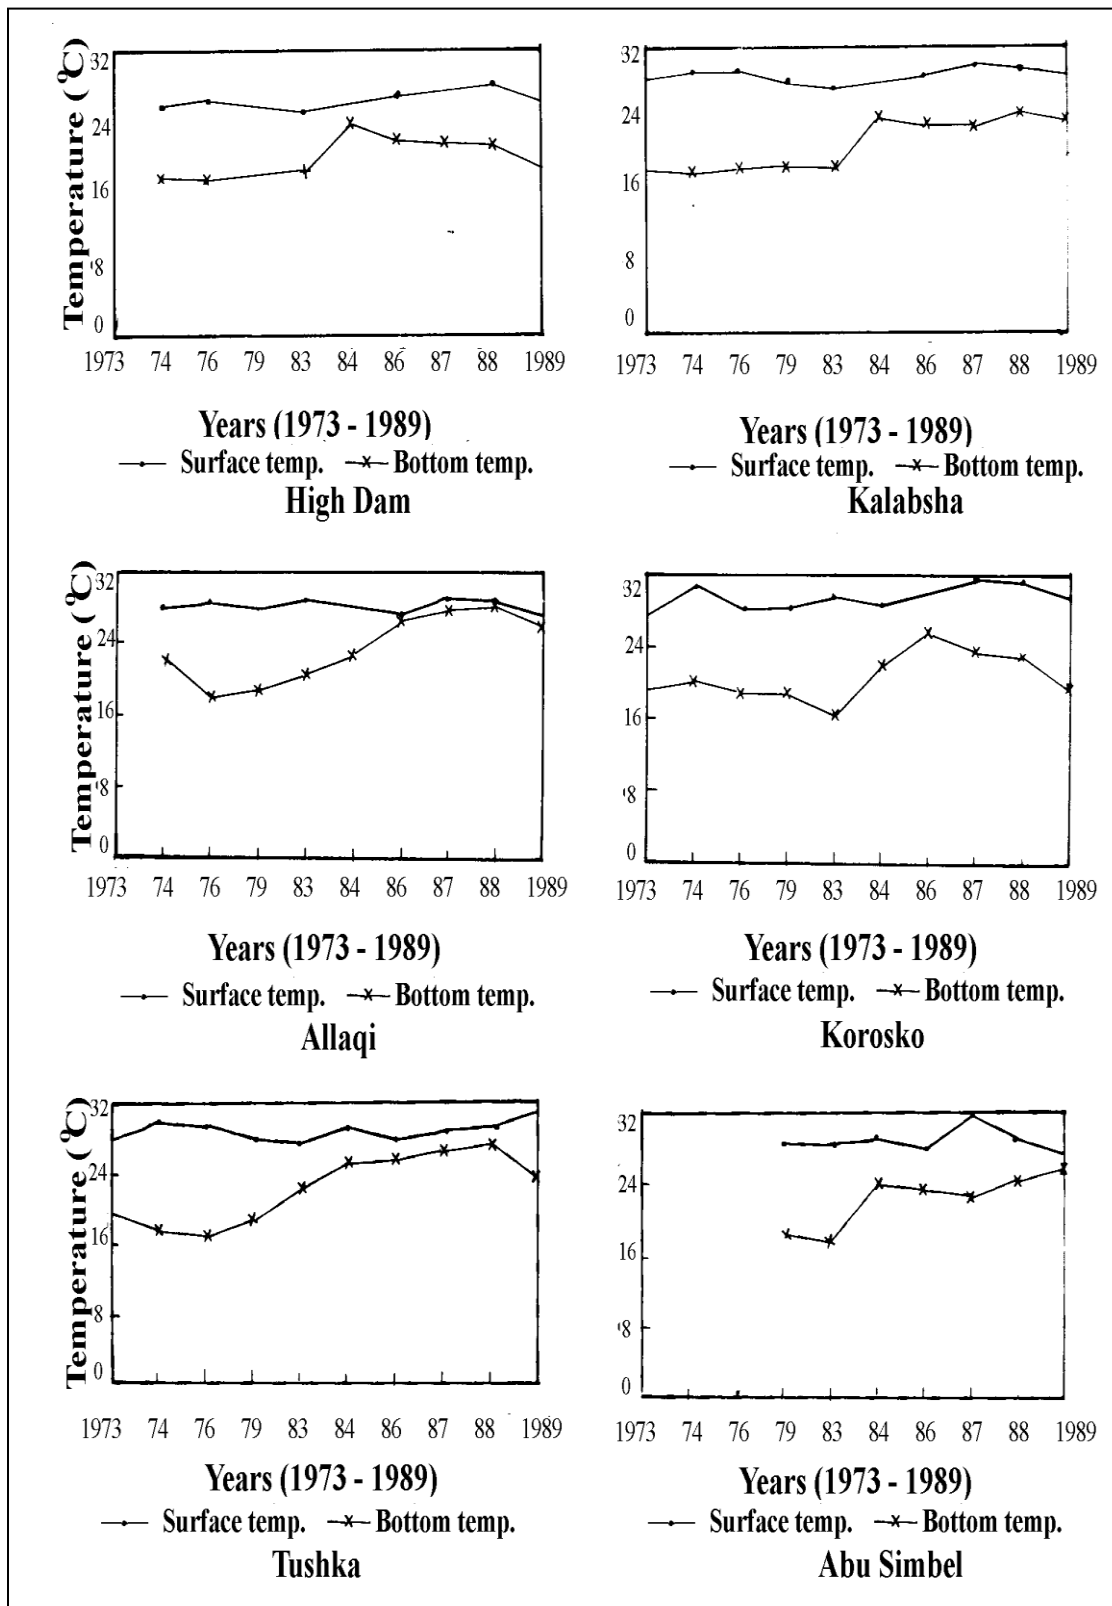 Temperature (⁰C)
32
24
16
8
0
1973 74 76 79 83 84 86 87 88 1989
Years (1973 - 1989)
Surface temp. Bottom temp.
High Dam
32
24
16
8
0
1973 74 76 79 83 84 86 87 88 1989
Years (1973 - 1989)
Surface temp. Bottom temp.
Kalabsha
Temperature (⁰C)
32
24
16
8
0
1973 74 76 79 83 84 86 87 88 1989
Years (1973 - 1989)
Surface temp. Bottom temp.
Allaqi
32
24
16
8
0
1973 74 76 79 83 84 86 87 88 1989
Years (1973 - 1989)
Surface temp. Bottom temp.
Korosko
Temperature (⁰C)
32
24
16
8
0
1973 74 76 79 83 84 86 87 88 1989
Years (1973 - 1989)
Surface temp. Bottom temp.
Tushka
32
24
16
8
0
1973 74 76 79 83 84 86 87 88 1989
Years (1973 - 1989)
Surface temp. Bottom temp.
Abu Simbel